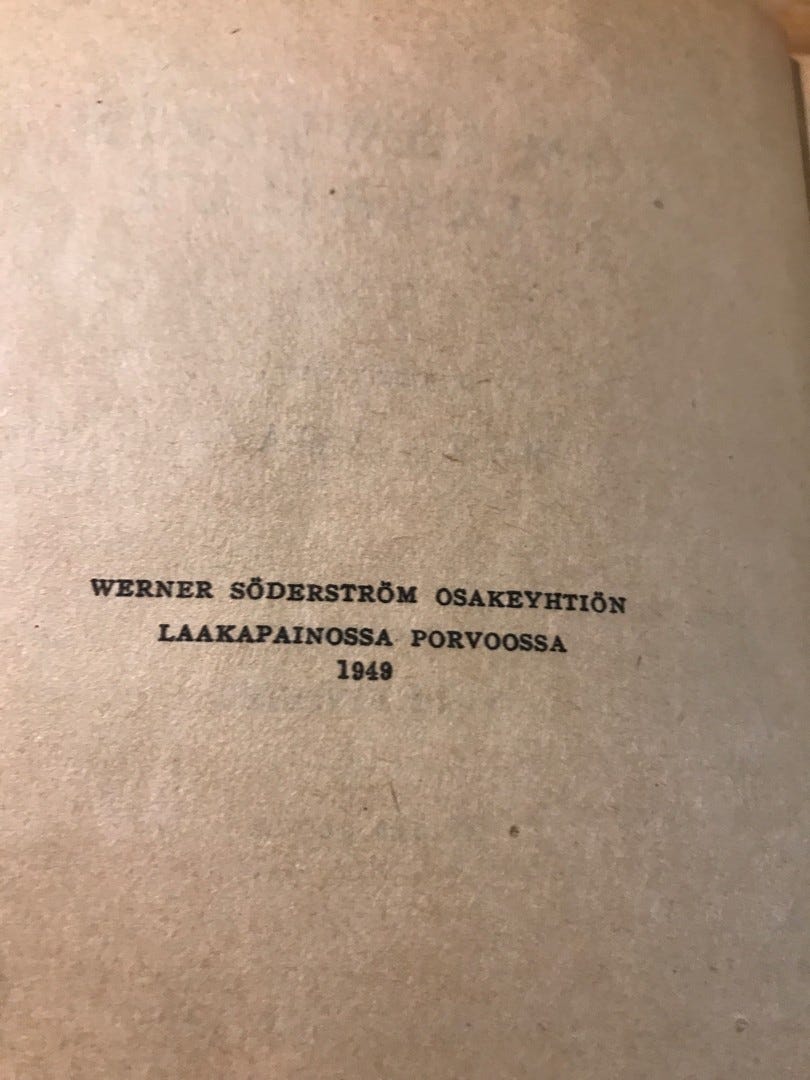 WERNER SÖDERSTRÖM OSAKEYHTIÖN
LAAKAPAINOSSA PORVOOSSA
1949